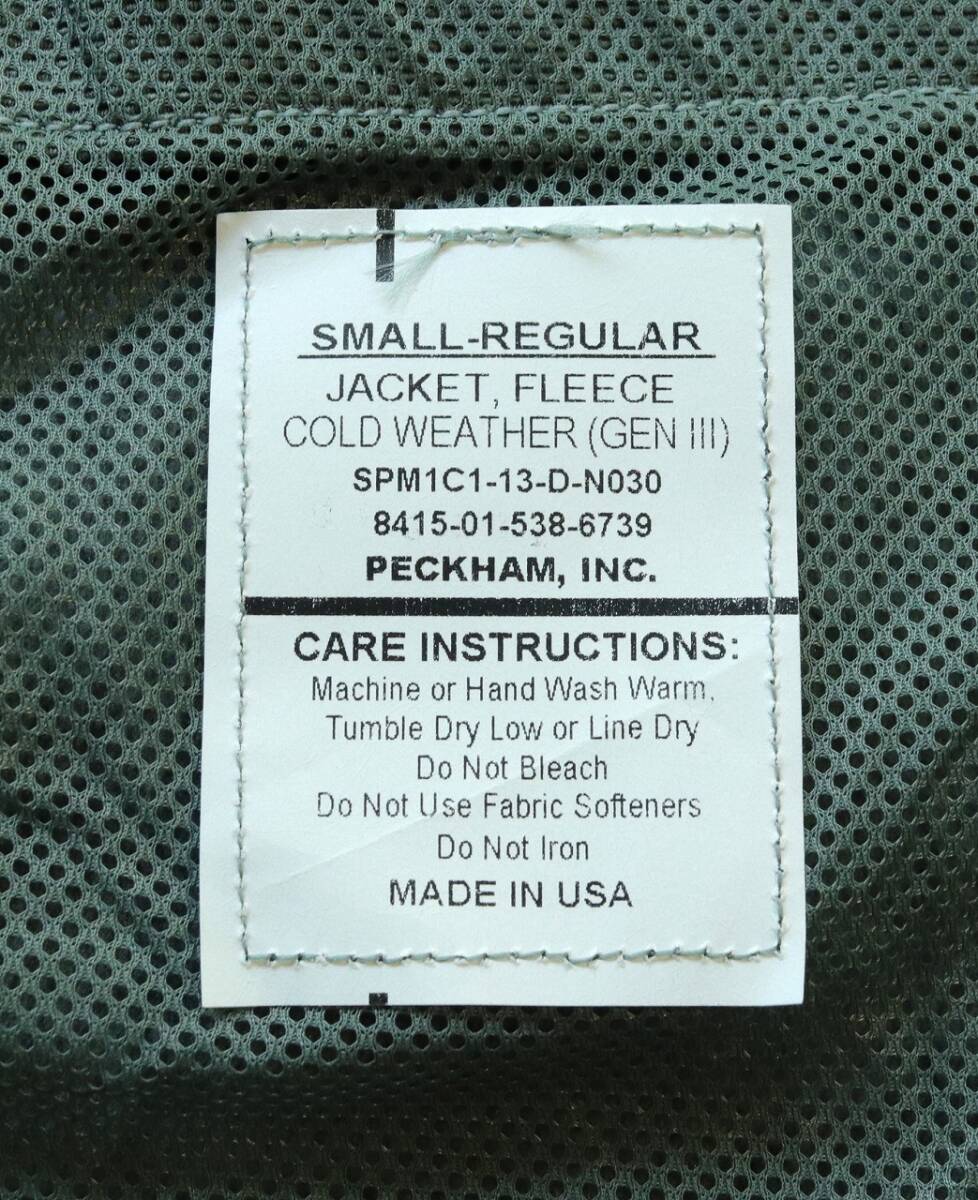 SMALL-REGULAR
JACKET, FLEECE
COLD WEATHER (GEN III)
SPM1C1-13-D-N030
8415-01-538-6739
PECKHAM, INC.
CARE INSTRUCTIONS:
Machine or Hand Wash Warm.
Tumble Dry Low or Line Dry
Do Not Bleach
Do Not Use Fabric Softeners
Do Not Iron
MADE IN USA